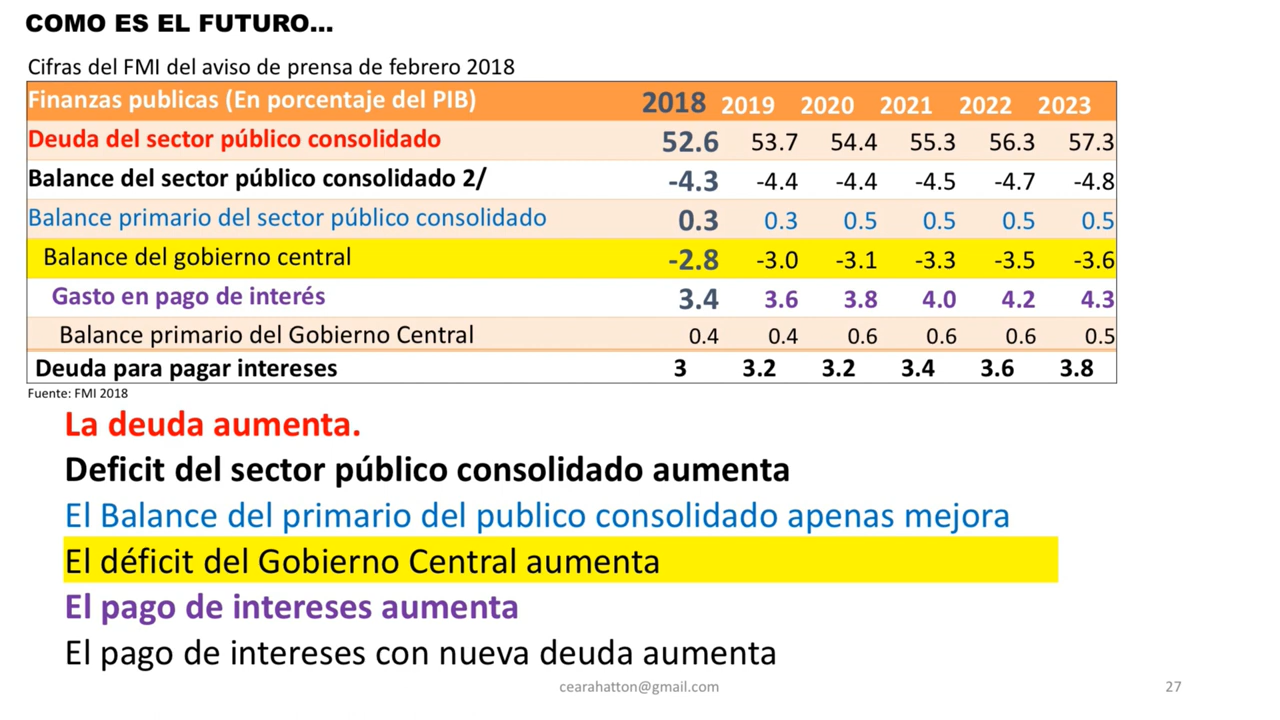 COMO ES EL FUTURO...
Cifras del FMI del aviso de prensa de febrero 2018
Finanzas publicas (En porcentaje del PIB) 2018 2019 2020 2021 2022 2023
Deuda del sector público consolidado 52.6 53.7 54.4 55.3 56.3 57.3
Balance del sector público consolidado 2/ -4.3 -4.4 -4.4 -4.5 -4.7 -4.8
Balance primario del sector público consolidado 0.3 0.3 0.5 0.5 0.5 0.5
Balance del gobierno central -2.8 -3.0 -3.1 -3.3 -3.5 -3.6
Gasto en pago de interés 3.4 3.6 3.8 4.0 4.2 4.3
Balance primario del Gobierno Central 0.4 0.4 0.6 0.6 0.6 0.5
Deuda para pagar intereses 3 3.2 3.2 3.4 3.6 3.8
Fuente: FMI 2018
La deuda aumenta.
Deficit del sector público consolidado aumenta
El Balance del primario del publico consolidado apenas mejora
El déficit del Gobierno Central aumenta
El pago de intereses aumenta
El pago de intereses con nueva deuda aumenta
cearahatton@gmail.com 27